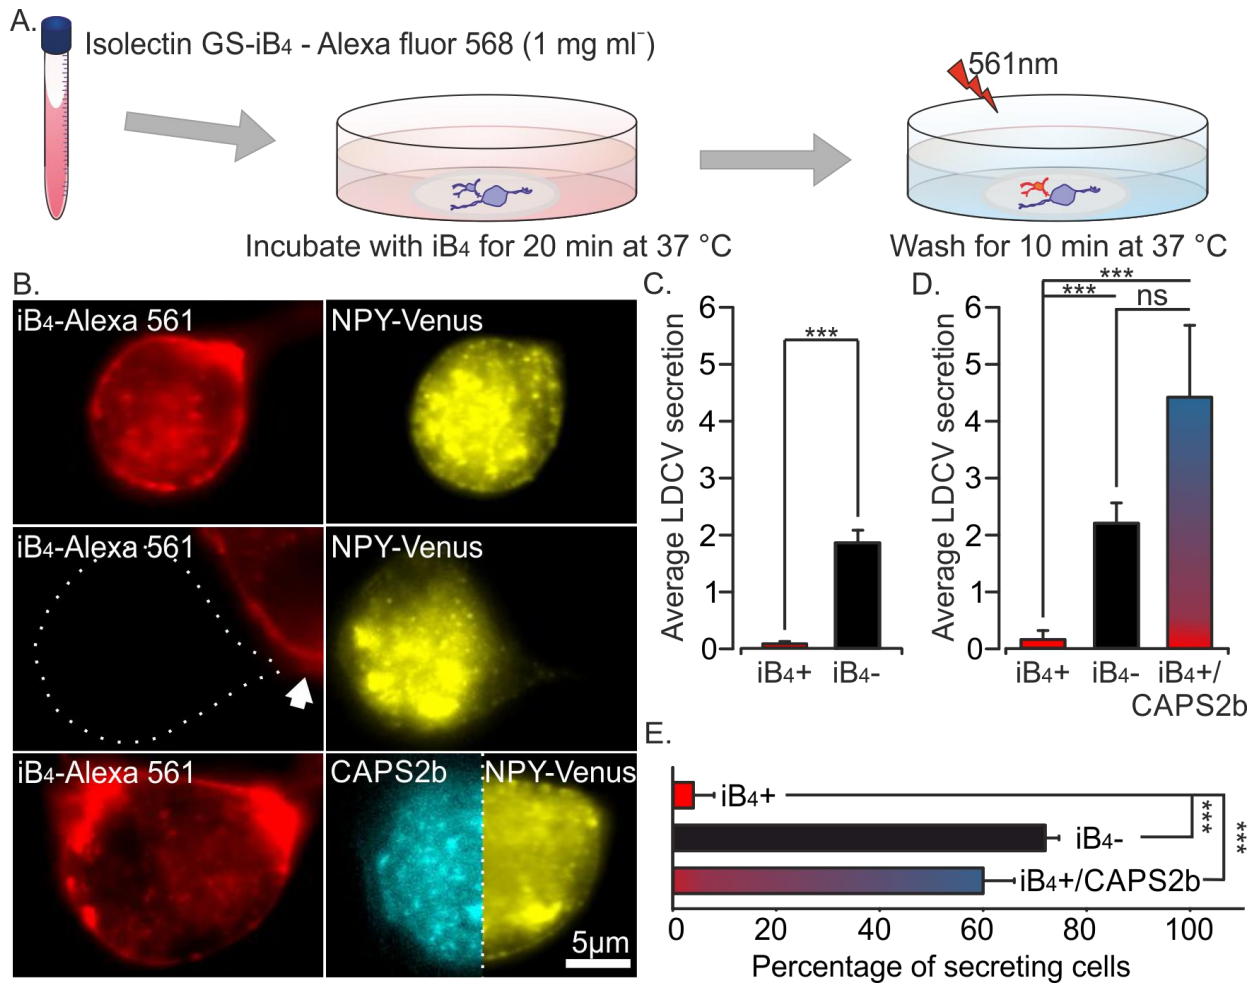 A.
Isolectin GS-iB4 - Alexa fluor 568 (1 mg ml⁻)
561nm
Incubate with iB4 for 20 min at 37 °C
Wash for 10 min at 37 °C
B.
iB4-Alexa 561
NPY-Venus
iB4-Alexa 561
NPY-Venus
iB4-Alexa 561
CAPS2b
NPY-Venus
5µm
C.
Average LDCV secretion
6
5
4
3
2
1
0
***
iB4+
iB4-
D.
Average LDCV secretion
6
5
4
3
2
1
0
***
***
ns
iB4+
iB4-
iB4+/
CAPS2b
E.
iB4+
iB4-
iB4+/CAPS2b
***
***
0 20 40 60 80 100
Percentage of secreting cells